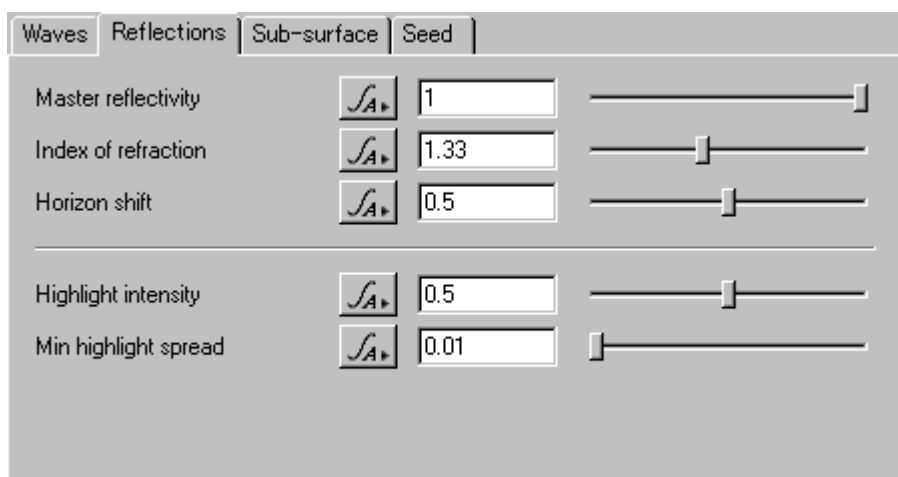 Waves Reflections Sub-surface Seed
Master reflectivity 1
Index of refraction 1.33
Horizon shift 0.5
Highlight intensity 0.5
Min highlight spread 0.01